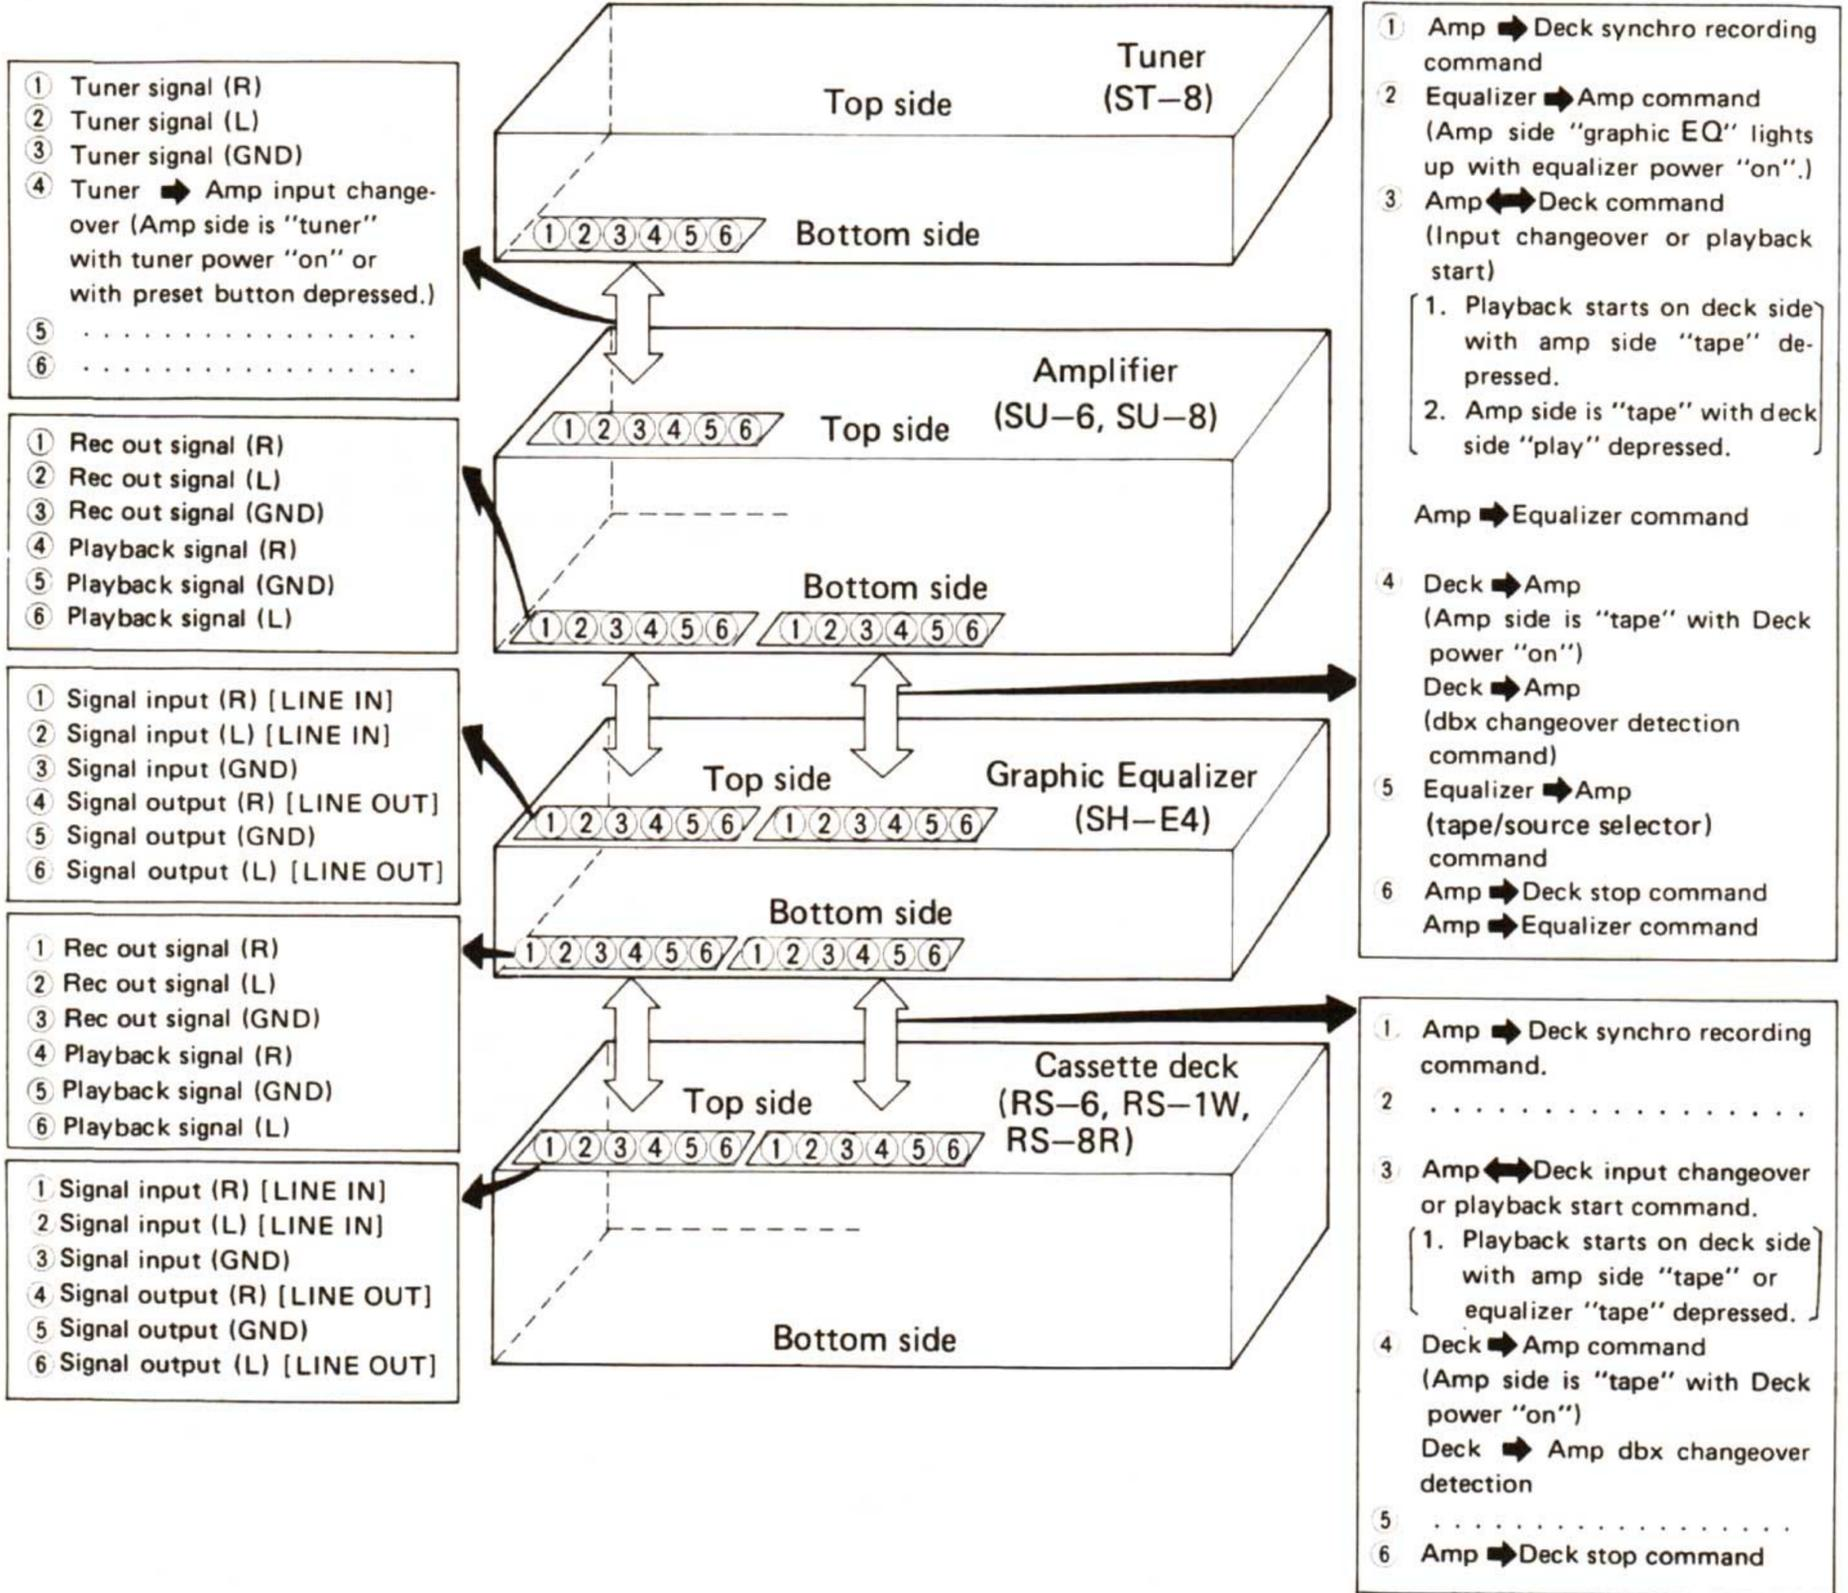 ① Tuner signal (R)
② Tuner signal (L)
③ Tuner signal (GND)
④ Tuner ➡ Amp input change-
over (Amp side is "tuner"
with tuner power "on" or
with preset button depressed.)
⑤ . . . . . . . . . . . . . . . . .
⑥ . . . . . . . . . . . . . . . . .
① Rec out signal (R)
② Rec out signal (L)
③ Rec out signal (GND)
④ Playback signal (R)
⑤ Playback signal (GND)
⑥ Playback signal (L)
① Signal input (R) [LINE IN]
② Signal input (L) [LINE IN]
③ Signal input (GND)
④ Signal output (R) [LINE OUT]
⑤ Signal output (GND)
⑥ Signal output (L) [LINE OUT]
① Rec out signal (R)
② Rec out signal (L)
③ Rec out signal (GND)
④ Playback signal (R)
⑤ Playback signal (GND)
⑥ Playback signal (L)
① Signal input (R) [LINE IN]
② Signal input (L) [LINE IN]
③ Signal input (GND)
④ Signal output (R) [LINE OUT]
⑤ Signal output (GND)
⑥ Signal output (L) [LINE OUT]
Tuner
(ST–8)
Top side
①②③④⑤⑥ Bottom side
Amplifier
(SU–6, SU–8)
①②③④⑤⑥ Top side
Bottom side
①②③④⑤⑥ ①②③④⑤⑥
Top side
Graphic Equalizer
(SH–E4)
①②③④⑤⑥ ①②③④⑤⑥
Bottom side
①②③④⑤⑥ ①②③④⑤⑥
Cassette deck
(RS–6, RS–1W,
RS–8R)
Top side
①②③④⑤⑥ ①②③④⑤⑥
Bottom side
① Amp ➡ Deck synchro recording
command
② Equalizer ➡ Amp command
(Amp side "graphic EQ" lights
up with equalizer power "on".)
③ Amp ⬌ Deck command
(Input changeover or playback
start)
1. Playback starts on deck side
with amp side "tape" de-
pressed.
2. Amp side is "tape" with deck
side "play" depressed.
Amp ➡ Equalizer command
④ Deck ➡ Amp
(Amp side is "tape" with Deck
power "on")
Deck ➡ Amp
(dbx changeover detection
command)
⑤ Equalizer ➡ Amp
(tape/source selector)
command
⑥ Amp ➡ Deck stop command
Amp ➡ Equalizer command
① Amp ➡ Deck synchro recording
command.
② . . . . . . . . . . . . . . . . .
③ Amp ⬌ Deck input changeover
or playback start command.
1. Playback starts on deck side
with amp side "tape" or
equalizer "tape" depressed.
④ Deck ➡ Amp command
(Amp side is "tape" with Deck
power "on")
Deck ➡ Amp dbx changeover
detection
⑤ . . . . . . . . . . . . . . . . .
⑥ Amp ➡ Deck stop command